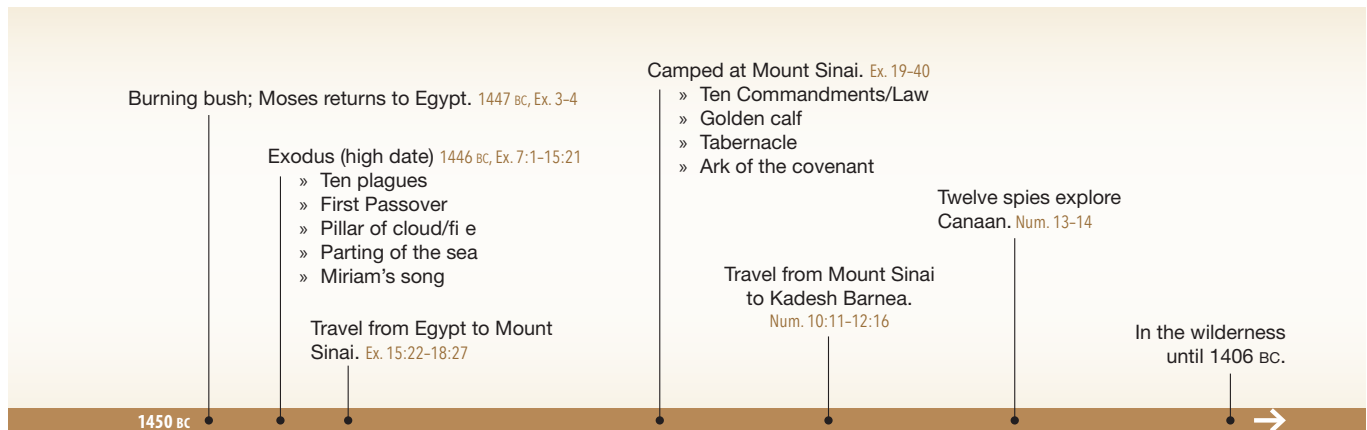 Burning bush; Moses returns to Egypt. 1447 BC, Ex. 3–4
Exodus (high date) 1446 BC, Ex. 7:1–15:21
» Ten plagues
» First Passover
» Pillar of cloud/fi e
» Parting of the sea
» Miriam’s song
Travel from Egypt to Mount
Sinai. Ex. 15:22–18:27
Camped at Mount Sinai. Ex. 19–40
» Ten Commandments/Law
» Golden calf
» Tabernacle
» Ark of the covenant
Travel from Mount Sinai
to Kadesh Barnea.
Num. 10:11–12:16
Twelve spies explore
Canaan. Num. 13–14
In the wilderness
until 1406 BC.
1450 BC